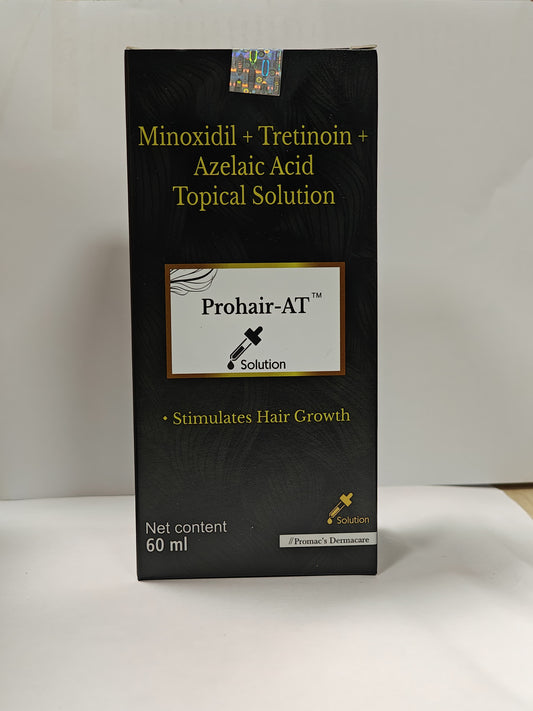 Minoxidil + Tretinoin +
Azelaic Acid
Topical Solution
Prohair-AT™
Solution
• Stimulates Hair Growth
Solution
Net content
60 ml
//Promac's Dermacare